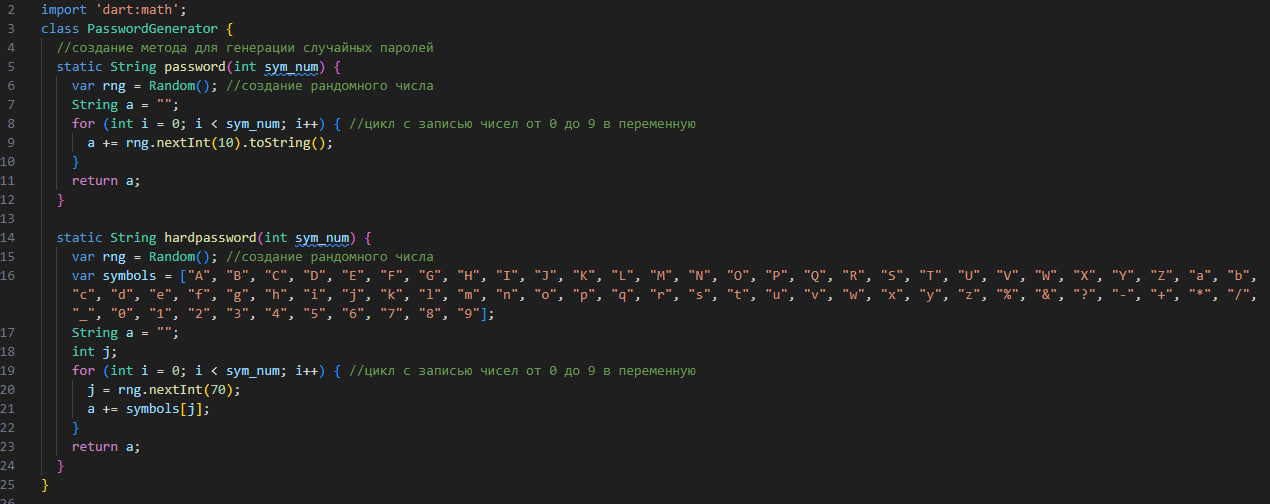 2 import 'dart:math';
3 class PasswordGenerator {
4 //создание метода для генерации случайных паролей
5 static String password(int sym_num) {
6 var rng = Random(); //создание рандомного числа
7 String a = "";
8 for (int i = 0; i < sym_num; i++) { //цикл с записью чисел от 0 до 9 в переменную
9 a += rng.nextInt(10).toString();
10 }
11 return a;
12 }
13
14 static String hardpassword(int sym_num) {
15 var rng = Random(); //создание рандомного числа
16 var symbols = ["A", "B", "C", "D", "E", "F", "G", "H", "I", "J", "K", "L", "M", "N", "O", "P", "Q", "R", "S", "T", "U", "V", "W", "X", "Y", "Z", "a", "b",
"c", "d", "e", "f", "g", "h", "i", "j", "k", "l", "m", "n", "o", "p", "q", "r", "s", "t", "u", "v", "w", "x", "y", "z", "%", "&", "?", "-", "+", "*", "/",
"_", "0", "1", "2", "3", "4", "5", "6", "7", "8", "9"];
17 String a = "";
18 int j;
19 for (int i = 0; i < sym_num; i++) { //цикл с записью чисел от 0 до 9 в переменную
20 j = rng.nextInt(70);
21 a += symbols[j];
22 }
23 return a;
24 }
25 }
26